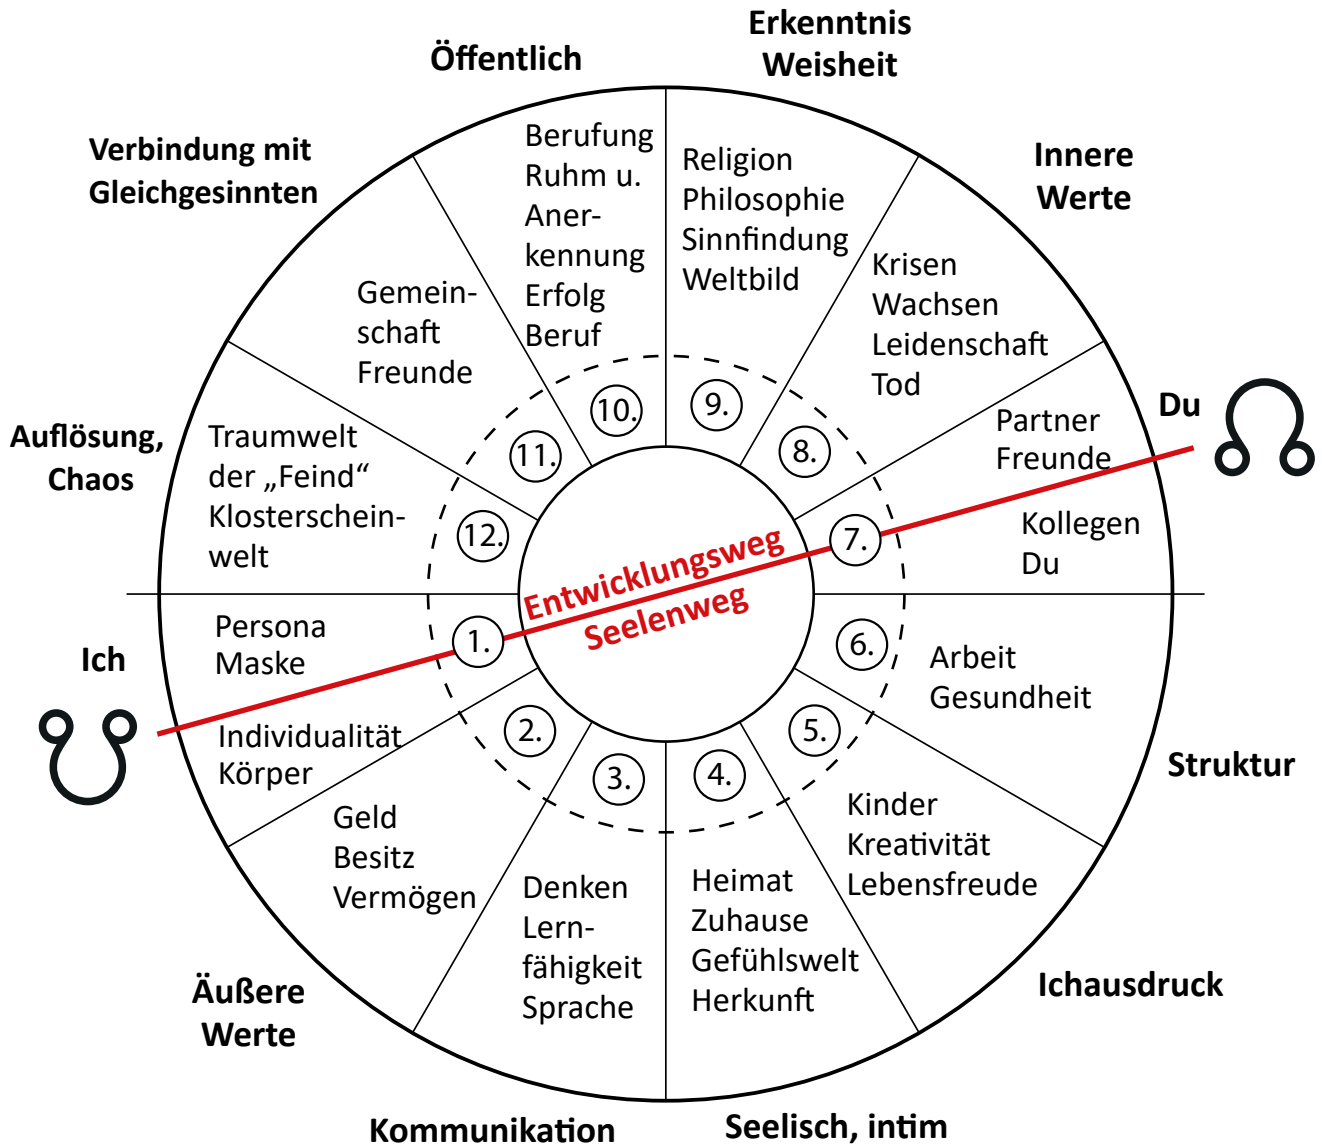 Erkenntnis
Weisheit
Öffentlich
Verbindung mit
Gleichgesinnten
Innere
Werte
Berufung
Ruhm u.
Aner-
kennung
Erfolg
Beruf
Religion
Philosophie
Sinnfindung
Weltbild
Krisen
Wachsen
Leidenschaft
Tod
Gemein-
schaft
Freunde
Du
Partner
Freunde
Kollegen
Du
Auflösung,
Chaos
Traumwelt
der „Feind“
Klosterschein-
welt
10.
9.
11.
8.
12.
7.
Entwicklungsweg
Seelenweg
1.
6.
2.
5.
3.
4.
Ich
Persona
Maske
Individualität
Körper
Arbeit
Gesundheit
Struktur
Geld
Besitz
Vermögen
Kinder
Kreativität
Lebensfreude
Denken
Lern-
fähigkeit
Sprache
Heimat
Zuhause
Gefühlswelt
Herkunft
Äußere
Werte
Ichausdruck
Kommunikation
Seelisch, intim